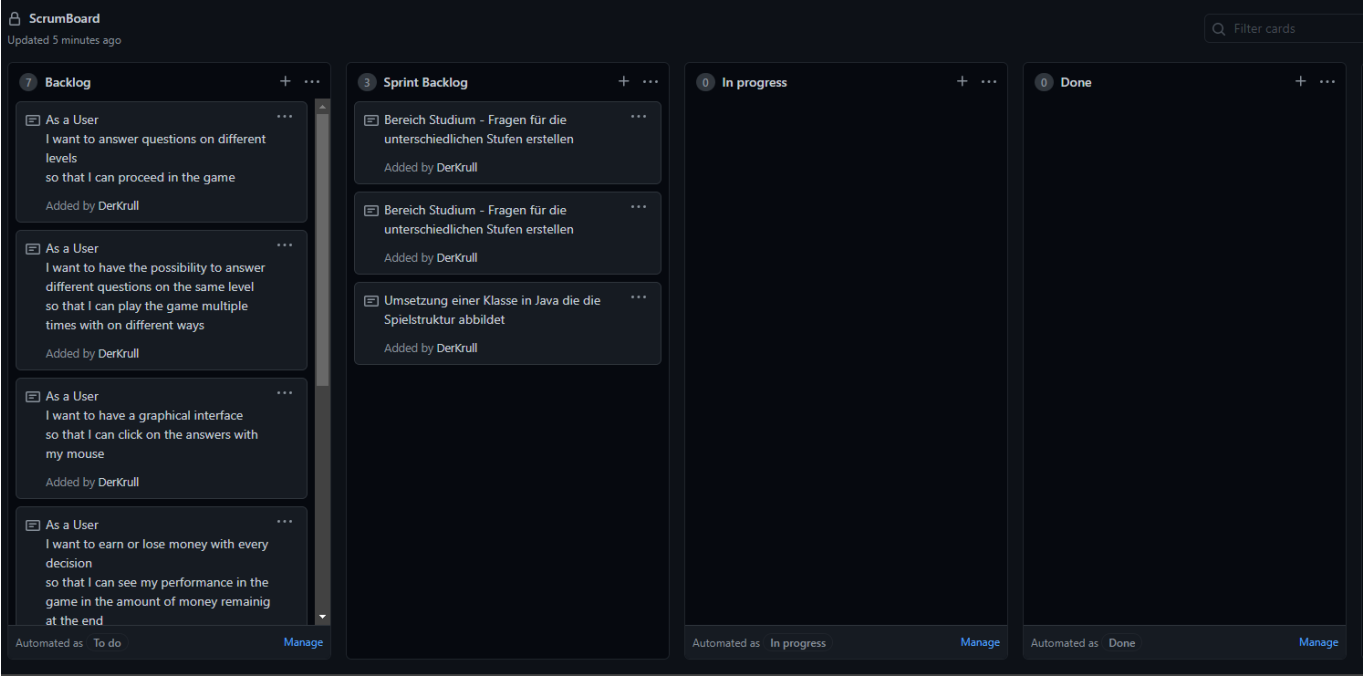 ScrumBoard
Updated 5 minutes ago
Filter cards
7 Backlog
As a User
I want to answer questions on different
levels
so that I can proceed in the game
Added by DerKrull
As a User
I want to have the possibility to answer
different questions on the same level
so that I can play the game multiple
times with on different ways
Added by DerKrull
As a User
I want to have a graphical interface
so that I can click on the answers with
my mouse
Added by DerKrull
As a User
I want to earn or lose money with every
decision
so that I can see my performance in the
game in the amount of money remainig
at the end
Automated as To do
Manage
3 Sprint Backlog
Bereich Studium - Fragen für die
unterschiedlichen Stufen erstellen
Added by DerKrull
Bereich Studium - Fragen für die
unterschiedlichen Stufen erstellen
Added by DerKrull
Umsetzung einer Klasse in Java die die
Spielstruktur abbildet
Added by DerKrull
0 In progress
Automated as In progress
Manage
0 Done
Automated as Done
Manage